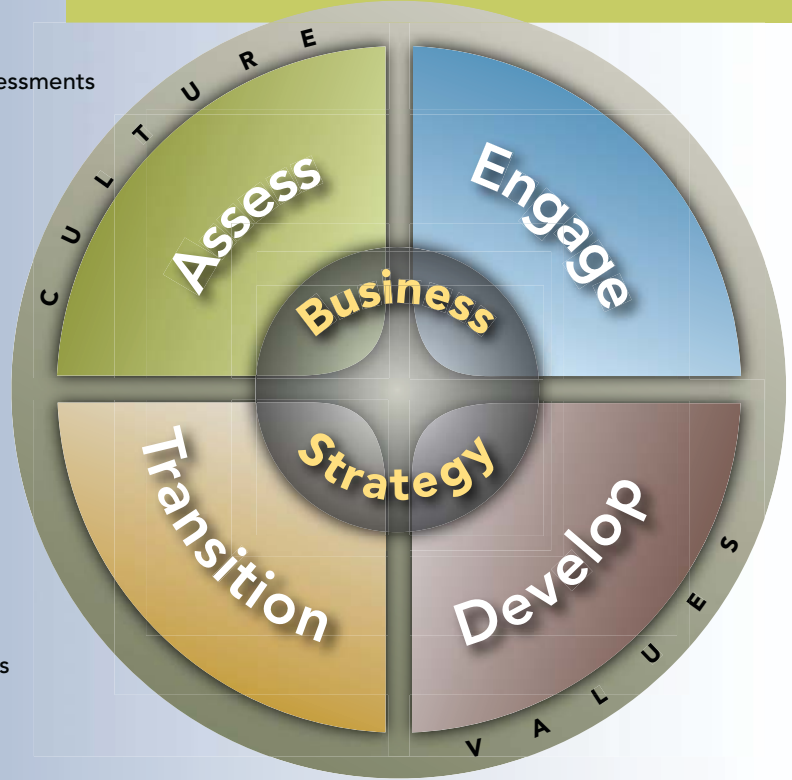 CULTURE
essments
Assess
Engage
Business
Strategy
Transition
Develop
s
VALUES